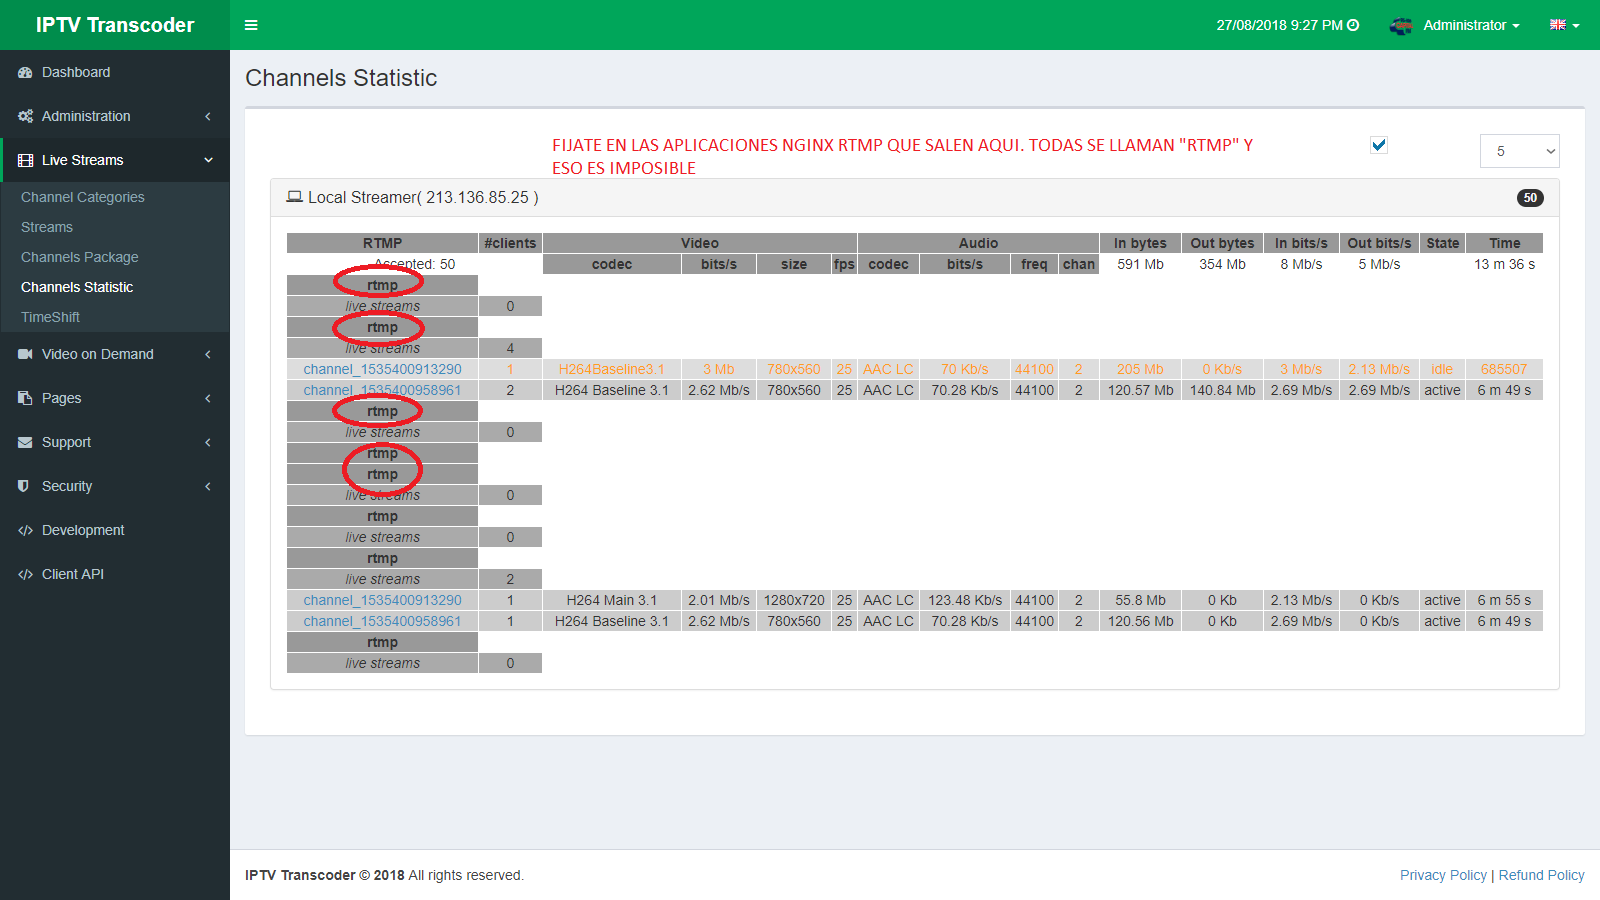 IPTV Transcoder
27/08/2018 9:27 PM
Administrator
Dashboard
Administration
Live Streams
Channel Categories
Streams
Channels Package
Channels Statistic
TimeShift
Video on Demand
Pages
Support
Security
Development
Client API
Channels Statistic
FIJATE EN LAS APLICACIONES NGINX RTMP QUE SALEN AQUI. TODAS SE LLAMAN "RTMP" Y
ESO ES IMPOSIBLE
5
Local Streamer( 213.136.85.25 )
50
RTMP #clients Video Audio In bytes Out bytes In bits/s Out bits/s State Time
Accepted: 50 codec bits/s size fps codec bits/s freq chan 591 Mb 354 Mb 8 Mb/s 5 Mb/s 13 m 36 s
rtmp
live streams 0
rtmp
live streams 4
channel_1535400913290 1 H264Baseline3.1 3 Mb 780x560 25 AAC LC 70 Kb/s 44100 2 205 Mb 0 Kb/s 3 Mb/s 2.13 Mb/s idle 685507
channel_1535400958961 2 H264 Baseline 3.1 2.62 Mb/s 780x560 25 AAC LC 70.28 Kb/s 44100 2 120.57 Mb 140.84 Mb 2.69 Mb/s 2.69 Mb/s active 6 m 49 s
rtmp
live streams 0
rtmp
rtmp
live streams 0
rtmp
live streams 0
rtmp
live streams 2
channel_1535400913290 1 H264 Main 3.1 2.01 Mb/s 1280x720 25 AAC LC 123.48 Kb/s 44100 2 55.8 Mb 0 Kb 2.13 Mb/s 0 Kb/s active 6 m 55 s
channel_1535400958961 1 H264 Baseline 3.1 2.62 Mb/s 780x560 25 AAC LC 70.28 Kb/s 44100 2 120.56 Mb 0 Kb 2.69 Mb/s 0 Kb/s active 6 m 49 s
rtmp
live streams 0
IPTV Transcoder © 2018 All rights reserved.
Privacy Policy | Refund Policy